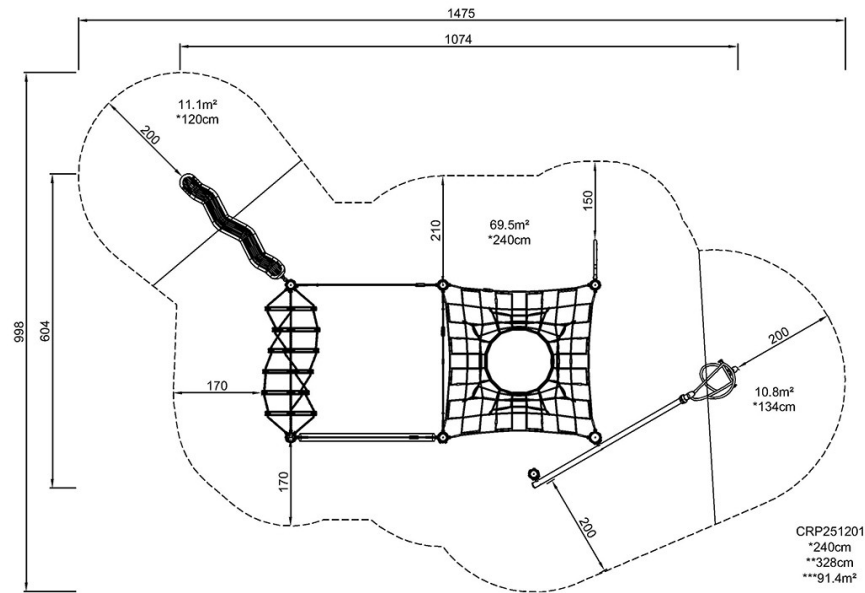 1475
1074
11.1m²
*120cm
200
69.5m²
*240cm
150
210
998
604
200
170
10.8m²
*134cm
170
200
CRP251201
*240cm
**328cm
***91.4m²